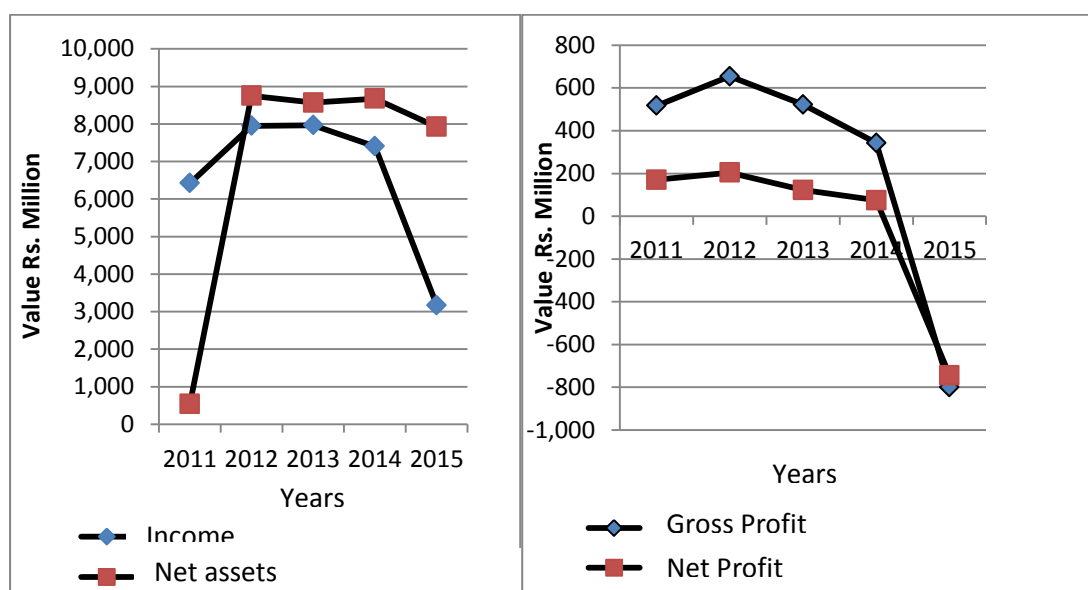 10,000
9,000
8,000
7,000
6,000
5,000
4,000
3,000
2,000
1,000
0
Value Rs. Million
2011 2012 2013 2014 2015
Years
Income
Net assets
800
600
400
200
0
-200
-400
-600
-800
-1,000
Value .Rs. Million
2011 2012 2013 2014 2015
Years
Gross Profit
Net Profit